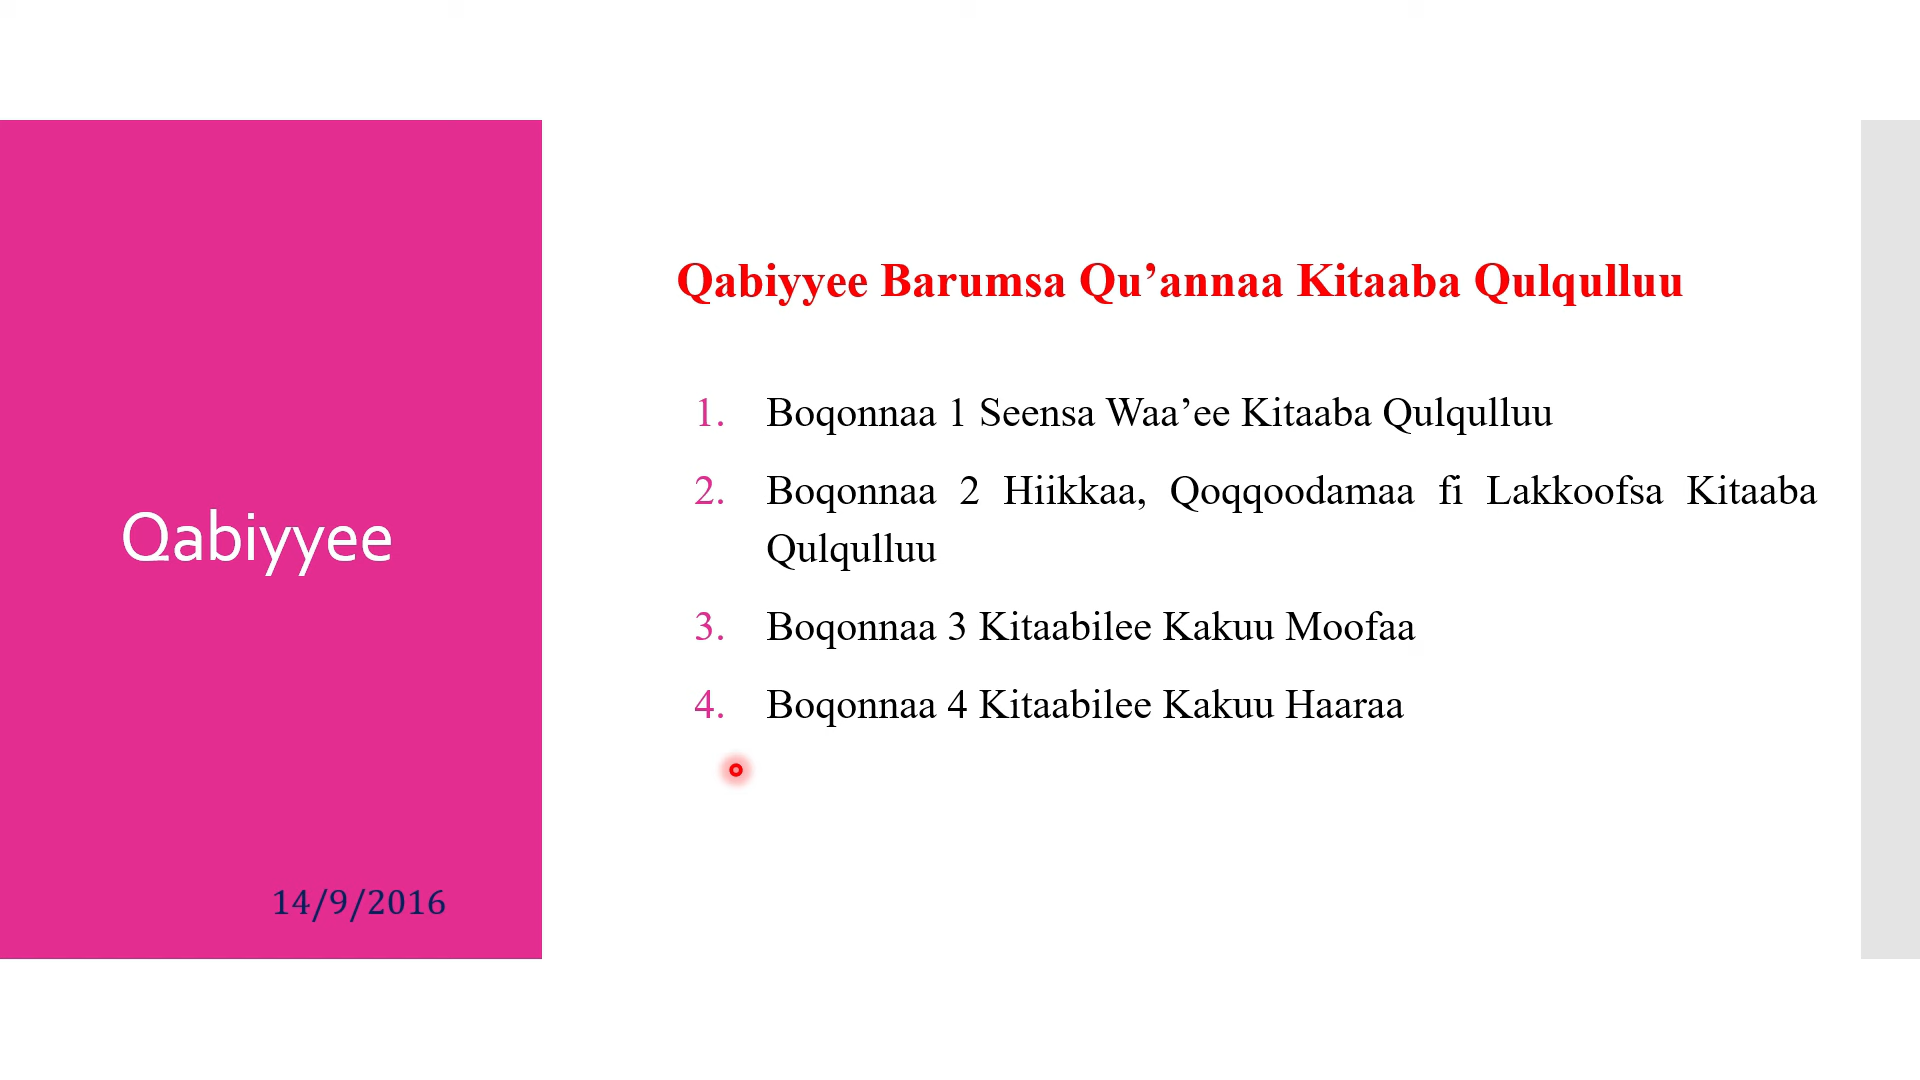 Qabiyyee
14/9/2016
Qabiyyee Barumsa Qu’annaa Kitaaba Qulqulluu
1. Boqonnaa 1 Seensa Waa’ee Kitaaba Qulqulluu
2. Boqonnaa 2 Hiikkaa, Qoqqoodamaa fi Lakkoofsa Kitaaba
Qulqulluu
3. Boqonnaa 3 Kitaabilee Kakuu Moofaa
4. Boqonnaa 4 Kitaabilee Kakuu Haaraa